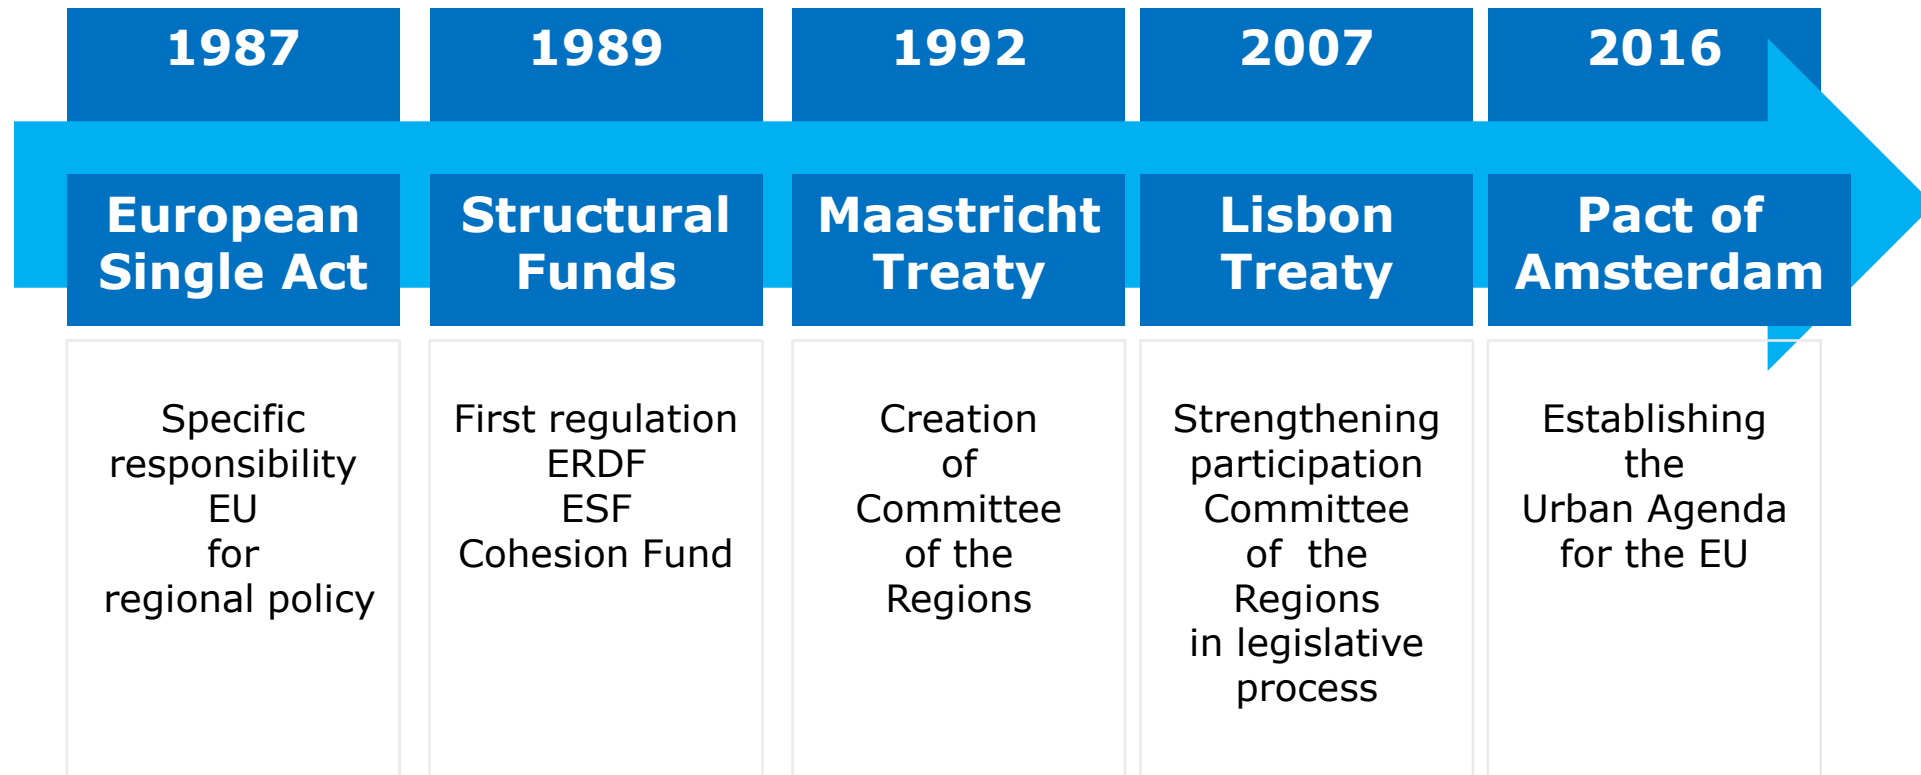 1987
1989
1992
2007
2016
European
Single Act
Structural
Funds
Maastricht
Treaty
Lisbon
Treaty
Pact of
Amsterdam
Specific
responsibility
EU
for
regional policy
First regulation
ERDF
ESF
Cohesion Fund
Creation
of
Committee
of the
Regions
Strengthening
participation
Committee
of the
Regions
in legislative
process
Establishing
the
Urban Agenda
for the EU